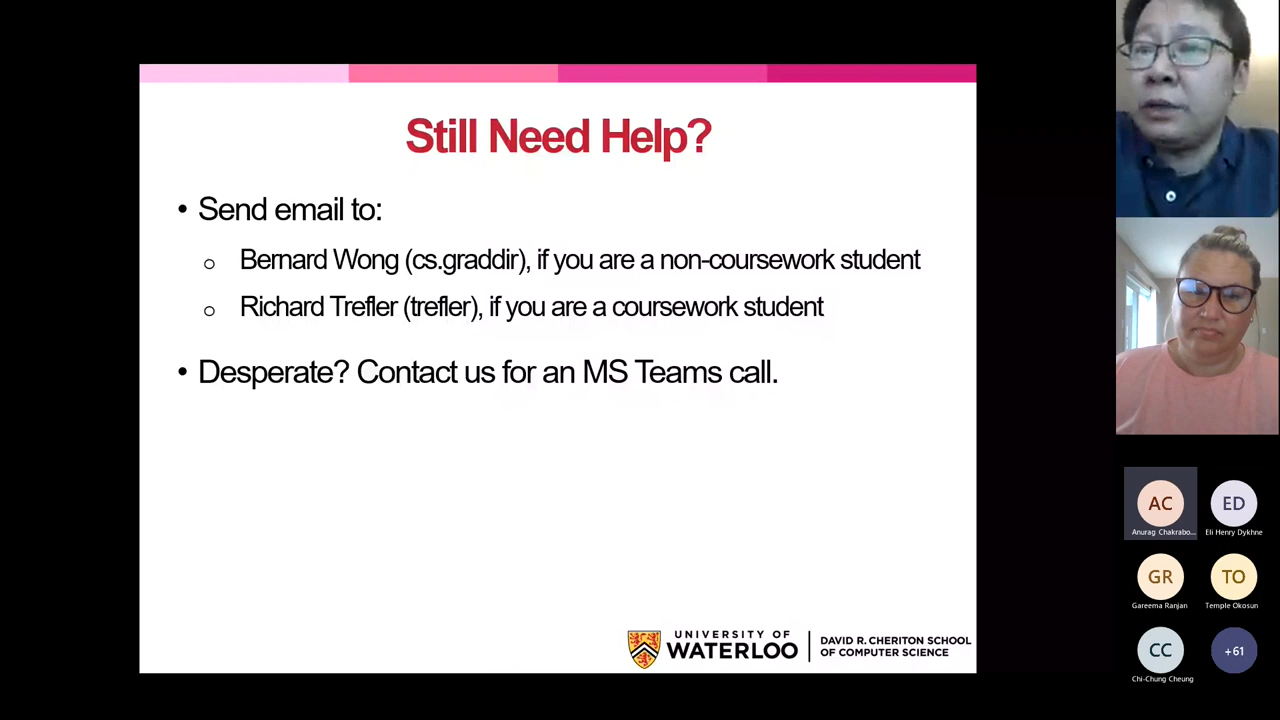 Still Need Help?
• Send email to:
o Bernard Wong (cs.graddir), if you are a non-coursework student
o Richard Trefler (trefler), if you are a coursework student
• Desperate? Contact us for an MS Teams call.
UNIVERSITY OF
WATERLOO
DAVID R. CHERITON SCHOOL
OF COMPUTER SCIENCE
AC
Anurag Chakrabo...
ED
Eli Henry Dykhne
GR
Gareema Ranjan
TO
Temple Okosun
CC
Chi-Chung Cheung
+61